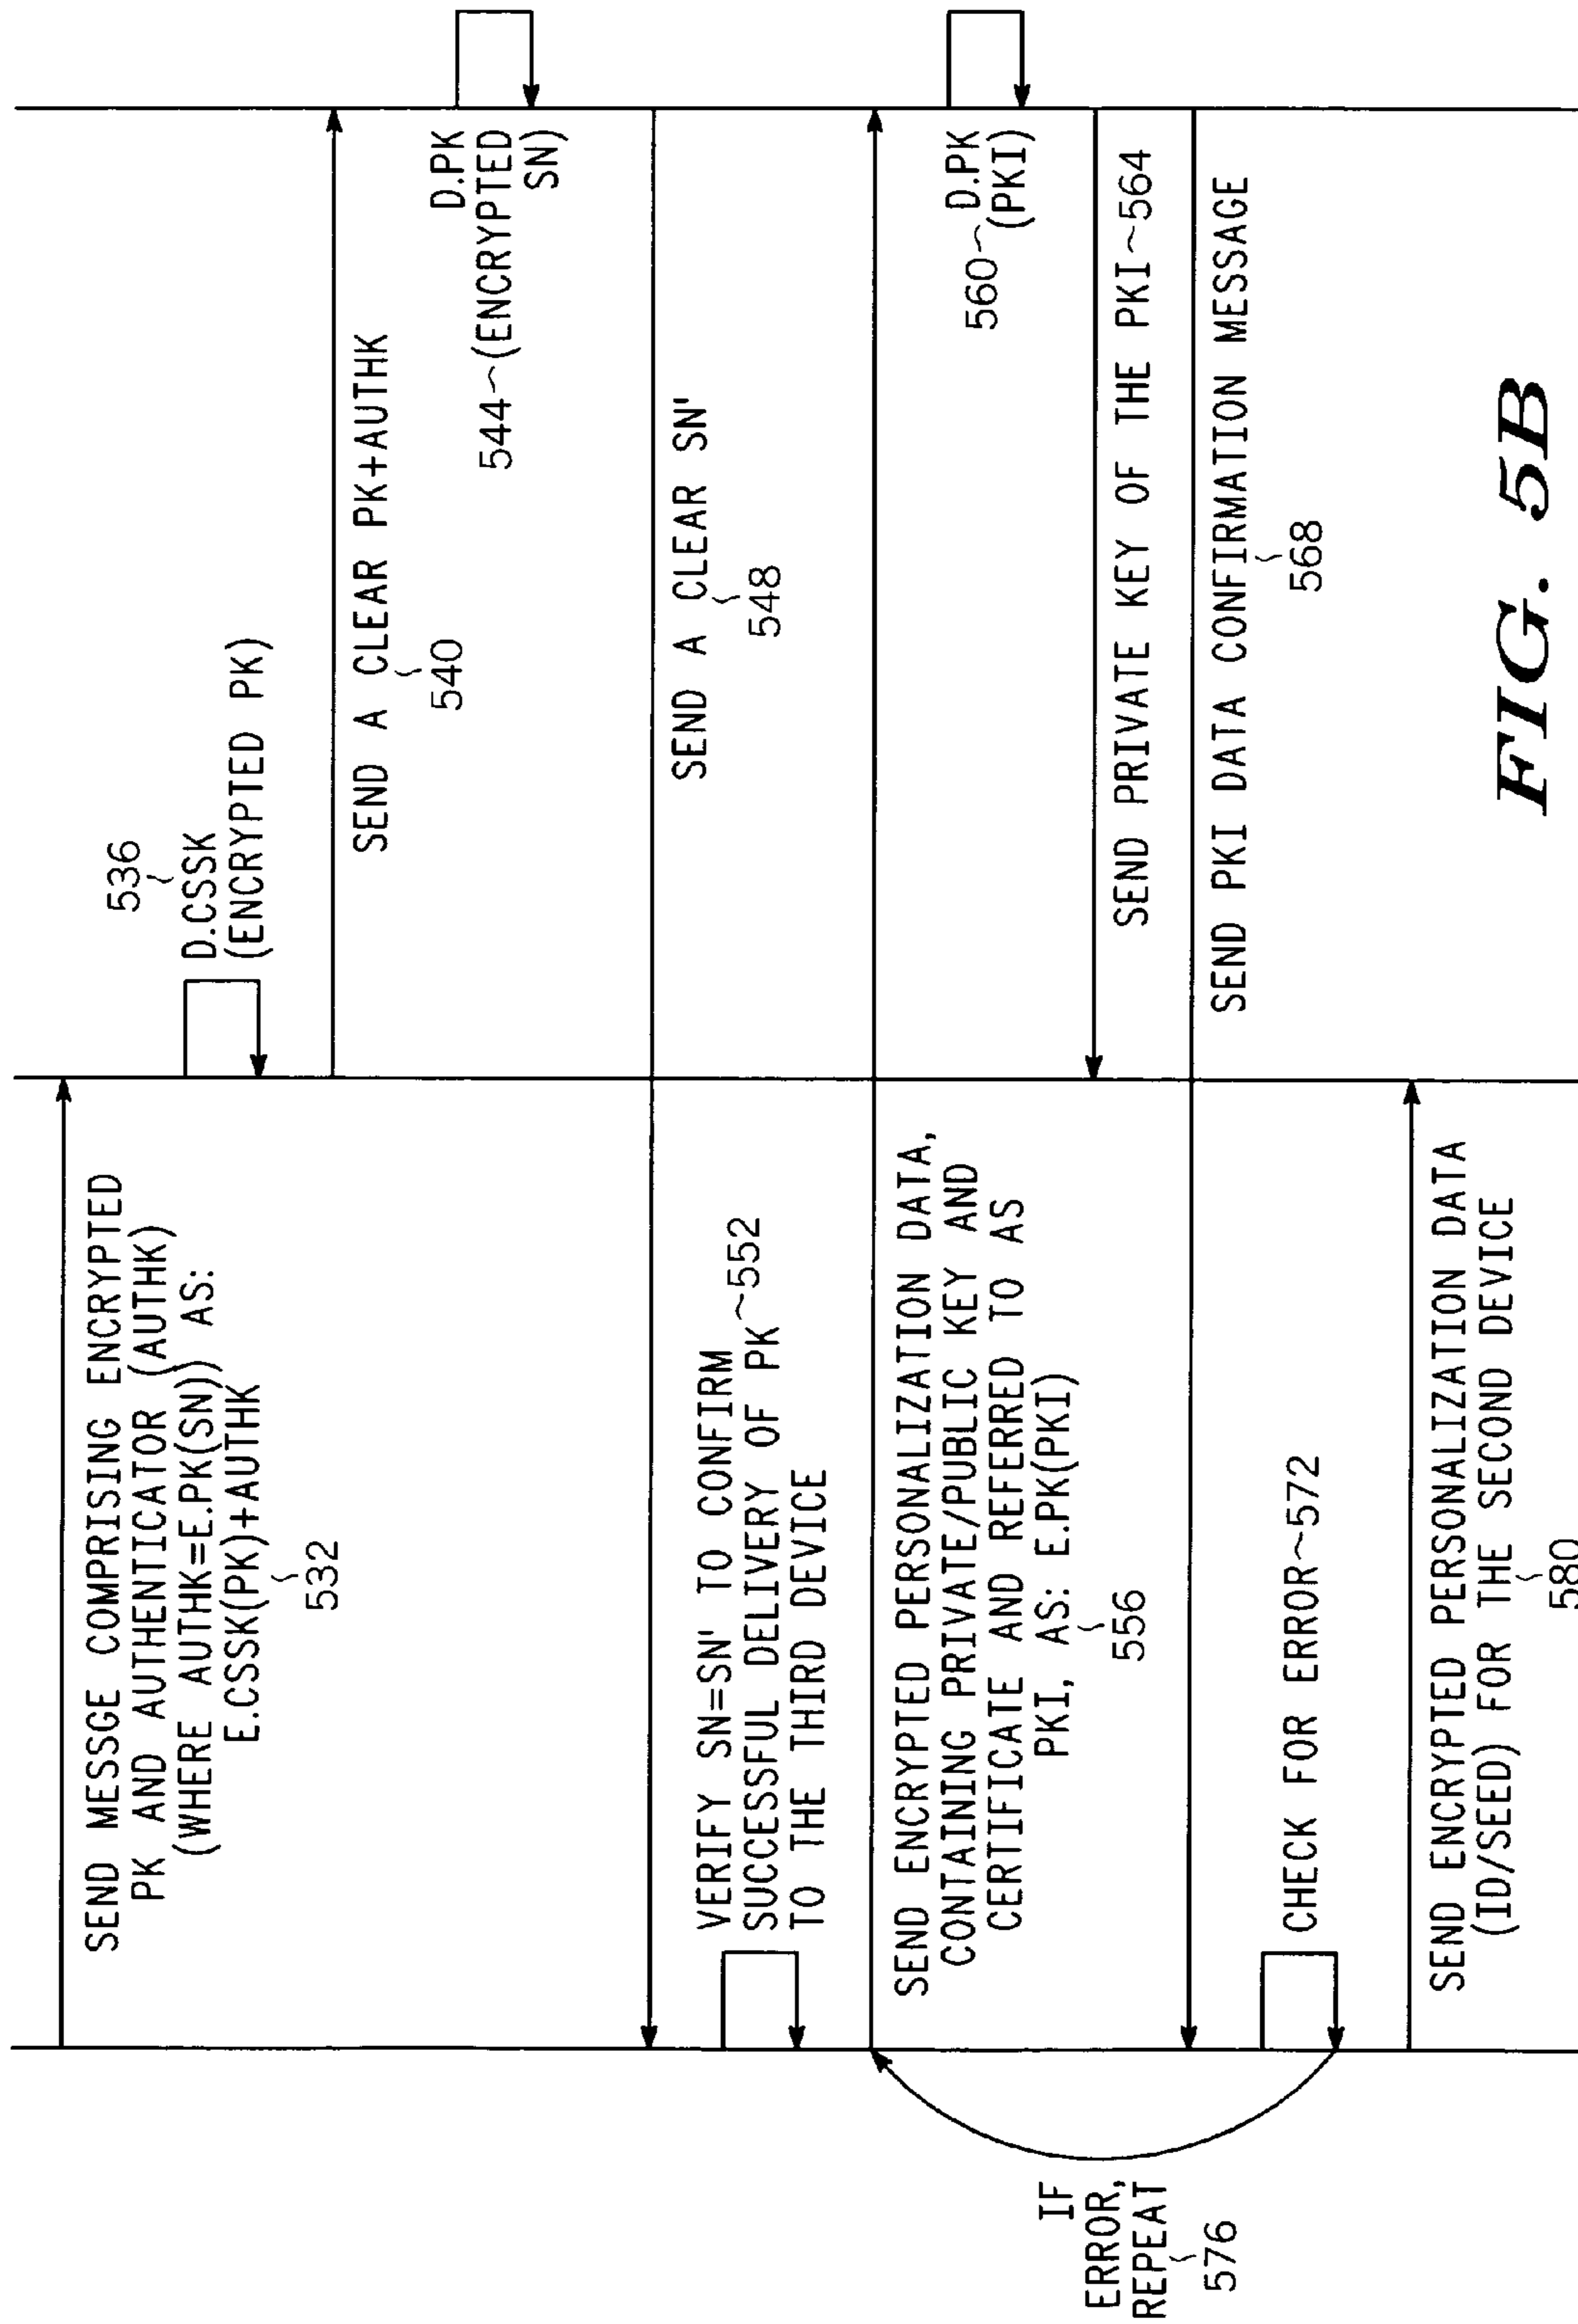 SEND MESSGE COMPRISING ENCRYPTED
PK AND AUTHENTICATOR (AUTHK)
(WHERE AUTHK=E.PK(SN)) AS:
E.CSSK(PK)+AUTHK
532
536
D.CSSK
(ENCRYPTED PK)
SEND A CLEAR PK+AUTHK
540
D.PK
544~(ENCRYPTED
SN)
SEND A CLEAR SN'
548
VERIFY SN=SN' TO CONFIRM
SUCCESSFUL DELIVERY OF PK~552
TO THE THIRD DEVICE
SEND ENCRYPTED PERSONALIZATION DATA,
CONTAINING PRIVATE/PUBLIC KEY AND
CERTIFICATE AND REFERRED TO AS
PKI, AS: E.PK(PKI)
556
560~D.PK
(PKI)
SEND PRIVATE KEY OF THE PKI~564
SEND PKI DATA CONFIRMATION MESSAGE
568
CHECK FOR ERROR~572
IF
ERROR,
REPEAT
576
SEND ENCRYPTED PERSONALIZATION DATA
(ID/SEED) FOR THE SECOND DEVICE
580
FIG. 5B